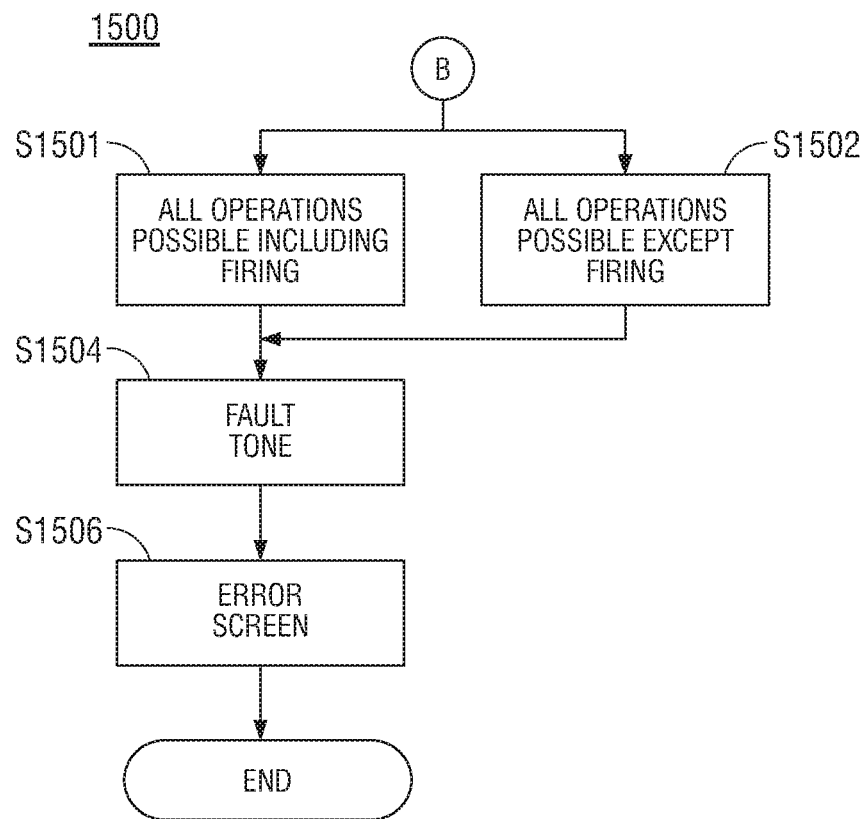 1500
B
S1501
S1502
ALL OPERATIONS
POSSIBLE INCLUDING
FIRING
ALL OPERATIONS
POSSIBLE EXCEPT
FIRING
S1504
FAULT
TONE
S1506
ERROR
SCREEN
END